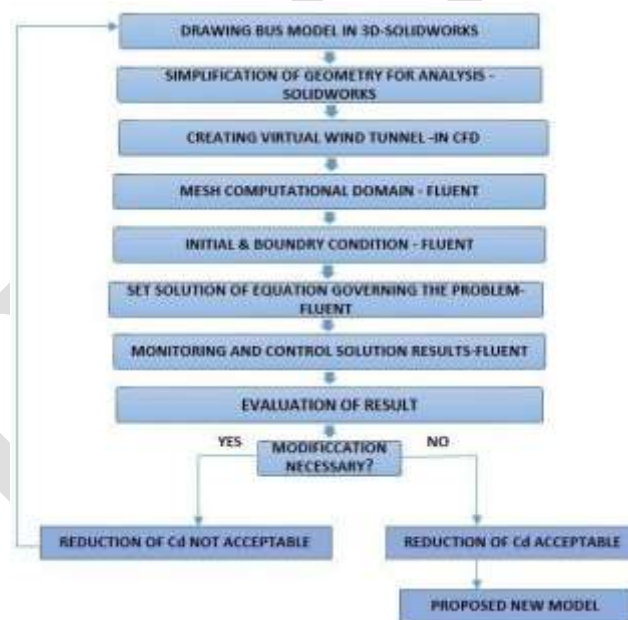 DRAWING BUS MODEL IN 3D-SOLIDWORKS
SIMPLIFICATION OF GEOMETRY FOR ANALYSIS -
SOLIDWORKS
CREATING VIRTUAL WIND TUNNEL -IN CFD
MESH COMPUTATIONAL DOMAIN - FLUENT
INITIAL & BOUNDRY CONDITION - FLUENT
SET SOLUTION OF EQUATION GOVERNING THE PROBLEM-
FLUENT
MONITORING AND CONTROL SOLUTION RESULTS-FLUENT
EVALUATION OF RESULT
YES
MODIFICCATION
NECESSARY?
NO
REDUCTION OF Cd NOT ACCEPTABLE
REDUCTION OF Cd ACCEPTABLE
PROPOSED NEW MODEL